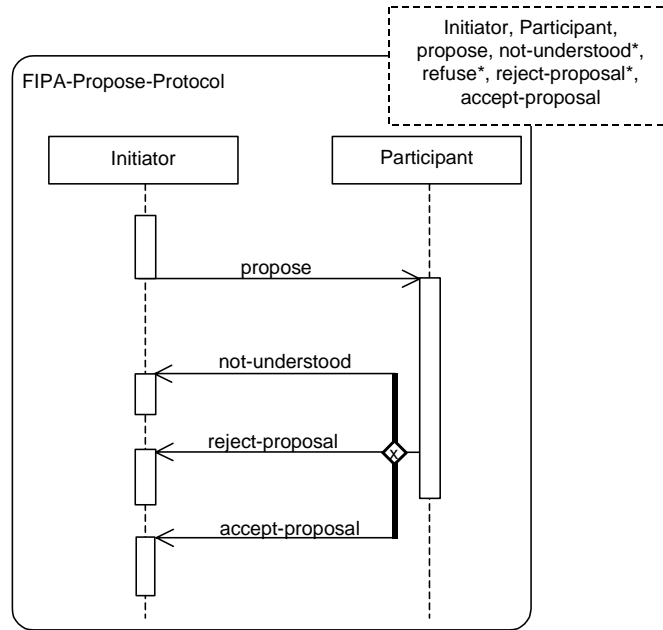 Initiator, Participant,
propose, not-understood*,
refuse*, reject-proposal*,
accept-proposal
FIPA-Propose-Protocol
Initiator
Participant
propose
not-understood
reject-proposal
x
accept-proposal